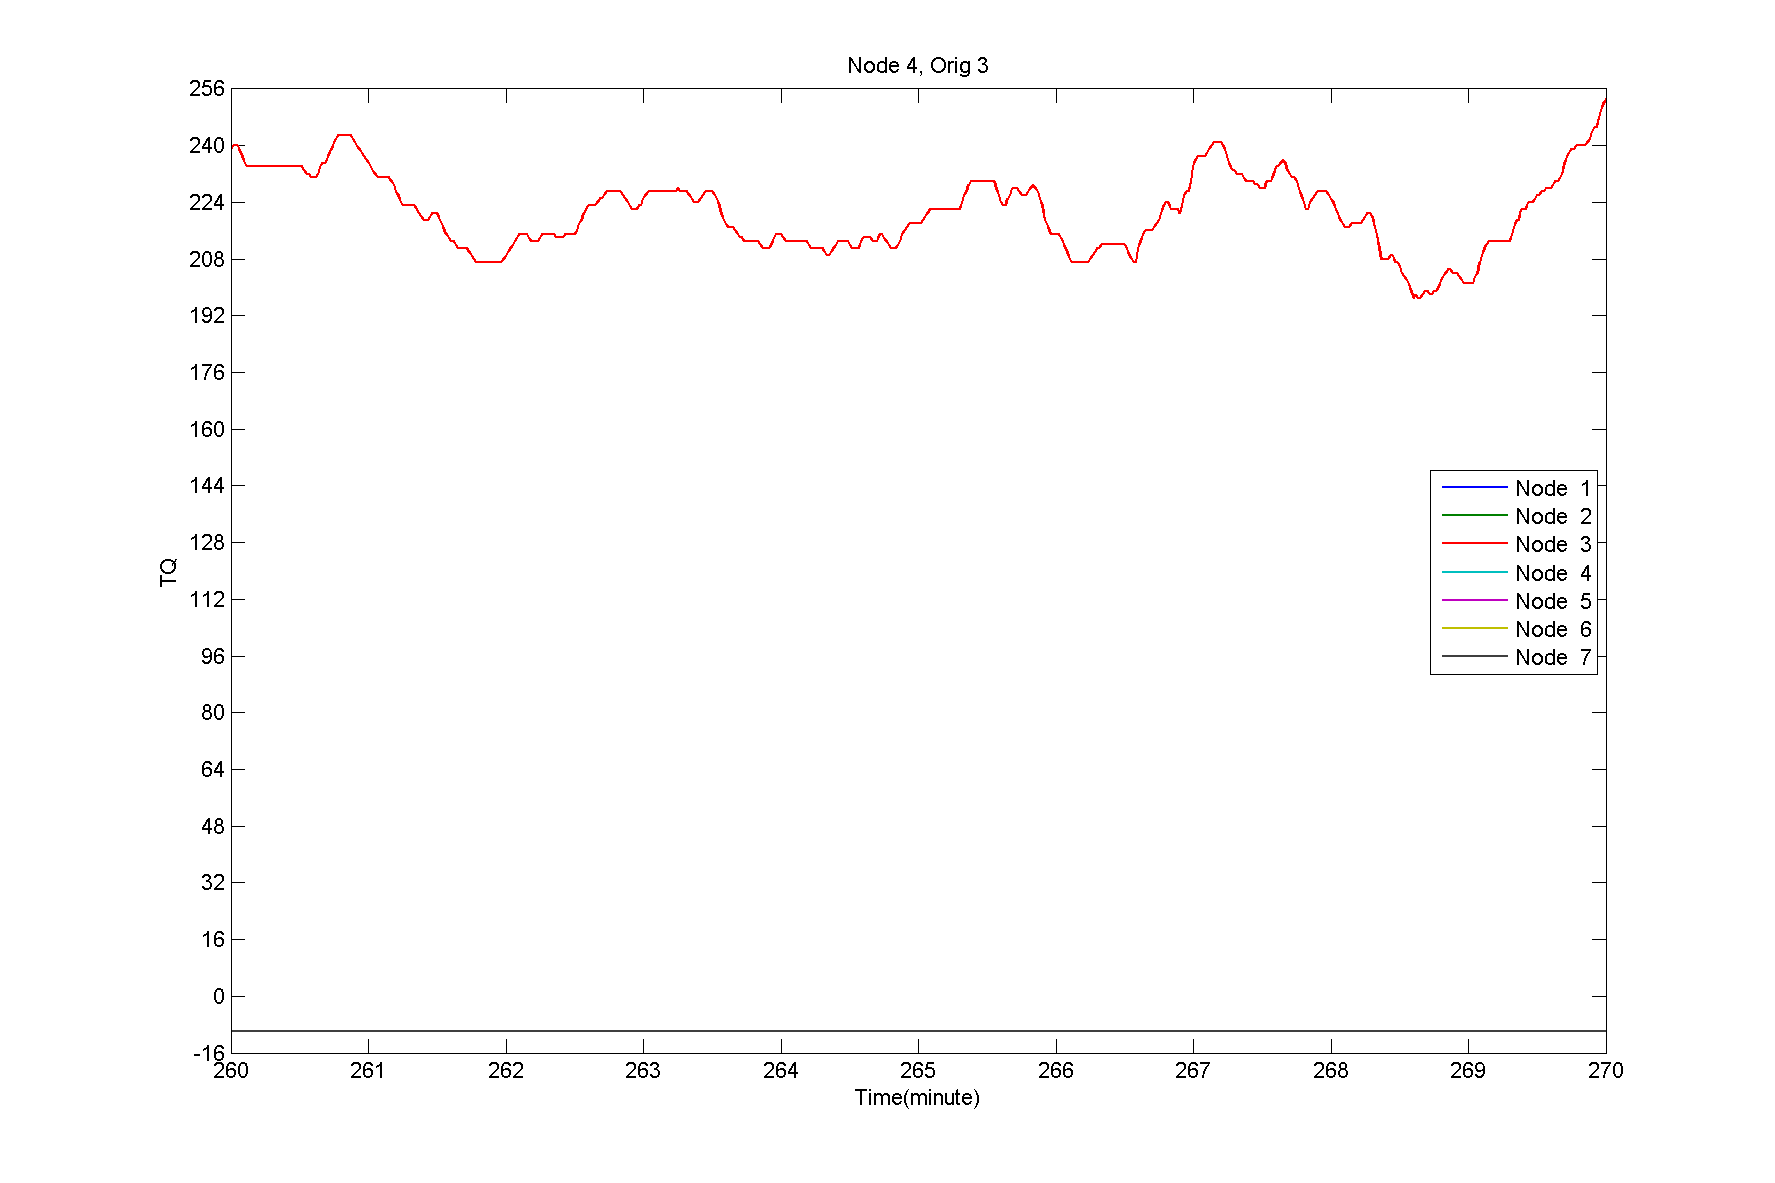 Node 4, Orig 3
256
240
224
208
192
176
160
144
128
112
96
80
64
48
32
16
0
-16
TQ
Node 1
Node 2
Node 3
Node 4
Node 5
Node 6
Node 7
260 261 262 263 264 265 266 267 268 269 270
Time(minute)